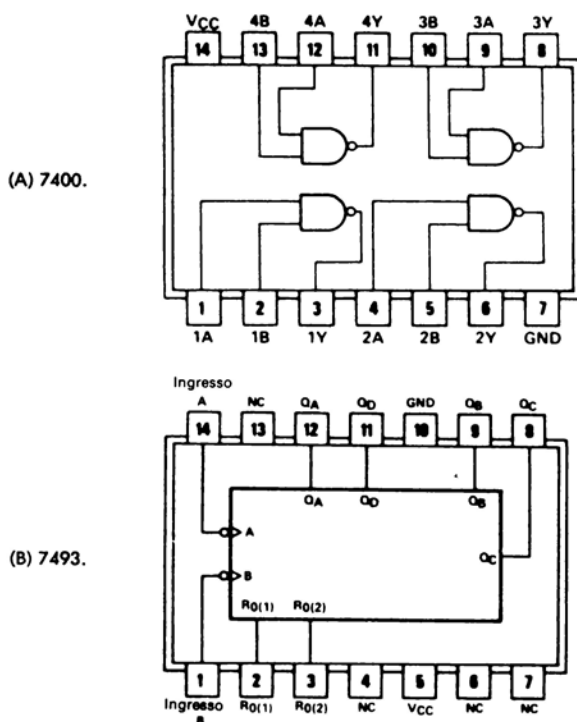 VCC 4B 4A 4Y 3B 3A 3Y
14 13 12 11 10 9 8
(A) 7400.
1 2 3 4 5 6 7
1A 1B 1Y 2A 2B 2Y GND
Ingresso
A NC QA QD GND QB QC
14 13 12 11 10 9 8
QA QD QB
A
QC
(B) 7493.
B
R0(1) R0(2)
1 2 3 4 5 6 7
Ingresso R0(1) R0(2) NC VCC NC NC
B